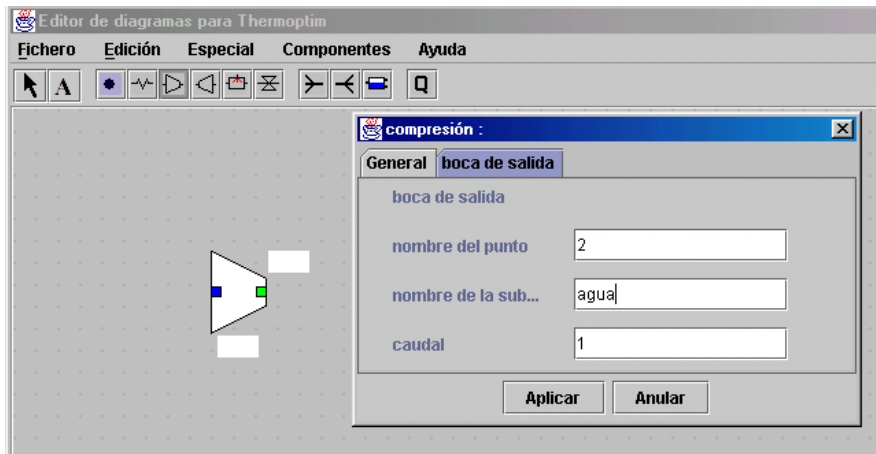 Editor de diagramas para Thermoptim
Fichero Edición Especial Componentes Ayuda
A Q
compresión :
General boca de salida
boca de salida
nombre del punto 2
nombre de la sub... agua
caudal 1
Aplicar Anular